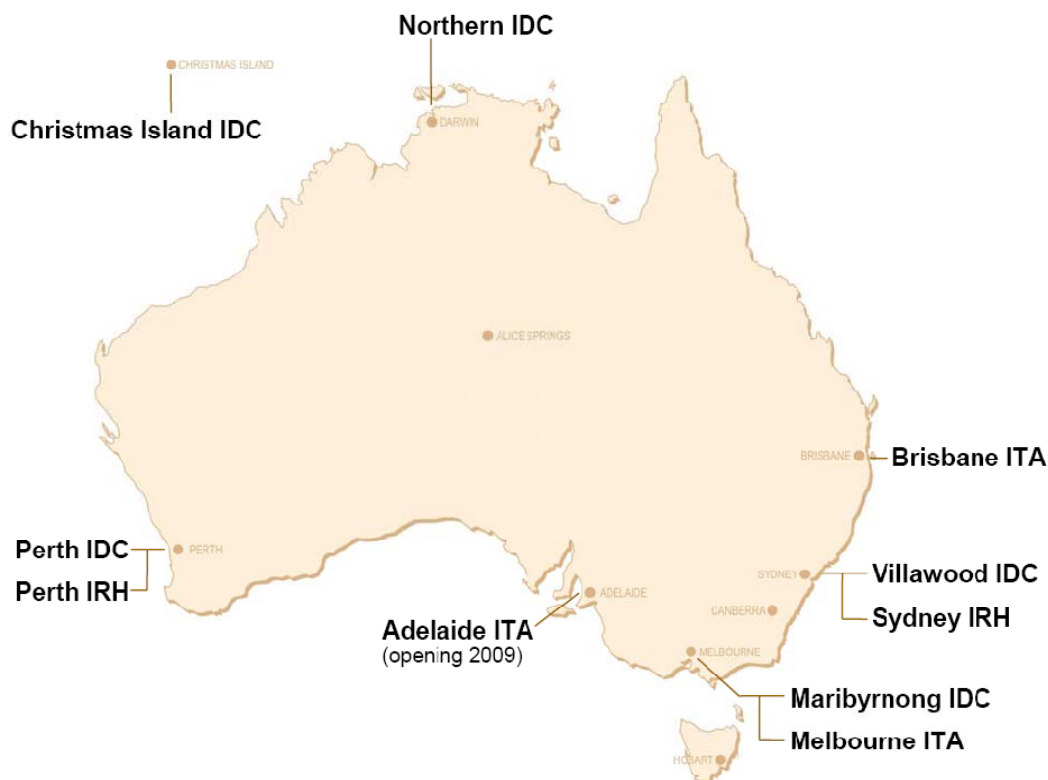 Northern IDC
CHRISTMAS ISLAND
Christmas Island IDC
DARWIN
ALICE SPRINGS
BRISBANE
Brisbane ITA
Perth IDC
PERTH
Perth IRH
SYDNEY
Villawood IDC
ADELAIDE
CANBERRA
Sydney IRH
Adelaide ITA
(opening 2009)
MELBOURNE
Maribyrnong IDC
Melbourne ITA
HOBART